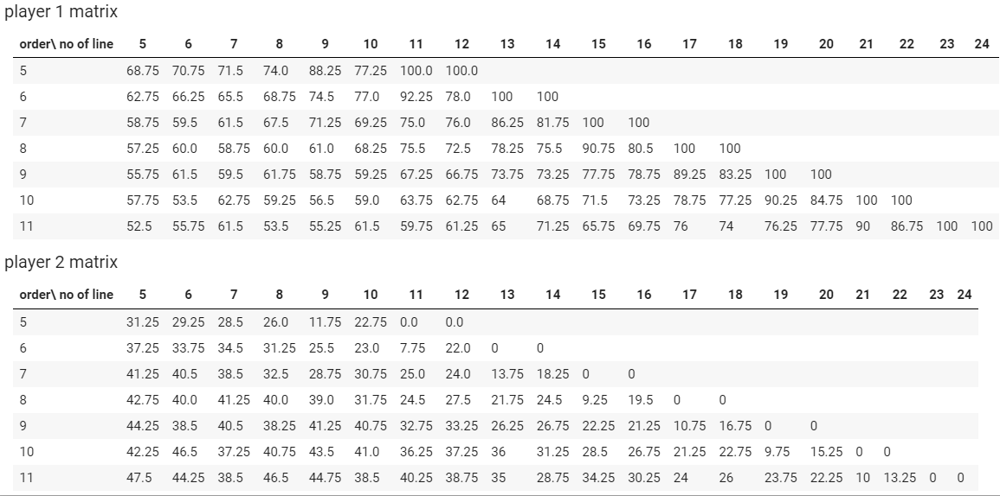 player 1 matrix
order\ no of line 5 6 7 8 9 10 11 12 13 14 15 16 17 18 19 20 21 22 23 24
5 68.75 70.75 71.5 74.0 88.25 77.25 100.0 100.0
6 62.75 66.25 65.5 68.75 74.5 77.0 92.25 78.0 100 100
7 58.75 59.5 61.5 67.5 71.25 69.25 75.0 76.0 86.25 81.75 100 100
8 57.25 60.0 58.75 60.0 61.0 68.25 75.5 72.5 78.25 75.5 90.75 80.5 100 100
9 55.75 61.5 59.5 61.75 58.75 59.25 67.25 66.75 73.75 73.25 77.75 78.75 89.25 83.25 100 100
10 57.75 53.5 62.75 59.25 56.5 59.0 63.75 62.75 64 68.75 71.5 73.25 78.75 77.25 90.25 84.75 100 100
11 52.5 55.75 61.5 53.5 55.25 61.5 59.75 61.25 65 71.25 65.75 69.75 76 74 76.25 77.75 90 86.75 100 100
player 2 matrix
order\ no of line 5 6 7 8 9 10 11 12 13 14 15 16 17 18 19 20 21 22 23 24
5 31.25 29.25 28.5 26.0 11.75 22.75 0.0 0.0
6 37.25 33.75 34.5 31.25 25.5 23.0 7.75 22.0 0 0
7 41.25 40.5 38.5 32.5 28.75 30.75 25.0 24.0 13.75 18.25 0 0
8 42.75 40.0 41.25 40.0 39.0 31.75 24.5 27.5 21.75 24.5 9.25 19.5 0 0
9 44.25 38.5 40.5 38.25 41.25 40.75 32.75 33.25 26.25 26.75 22.25 21.25 10.75 16.75 0 0
10 42.25 46.5 37.25 40.75 43.5 41.0 36.25 37.25 36 31.25 28.5 26.75 21.25 22.75 9.75 15.25 0 0
11 47.5 44.25 38.5 46.5 44.75 38.5 40.25 38.75 35 28.75 34.25 30.25 24 26 23.75 22.25 10 13.25 0 0